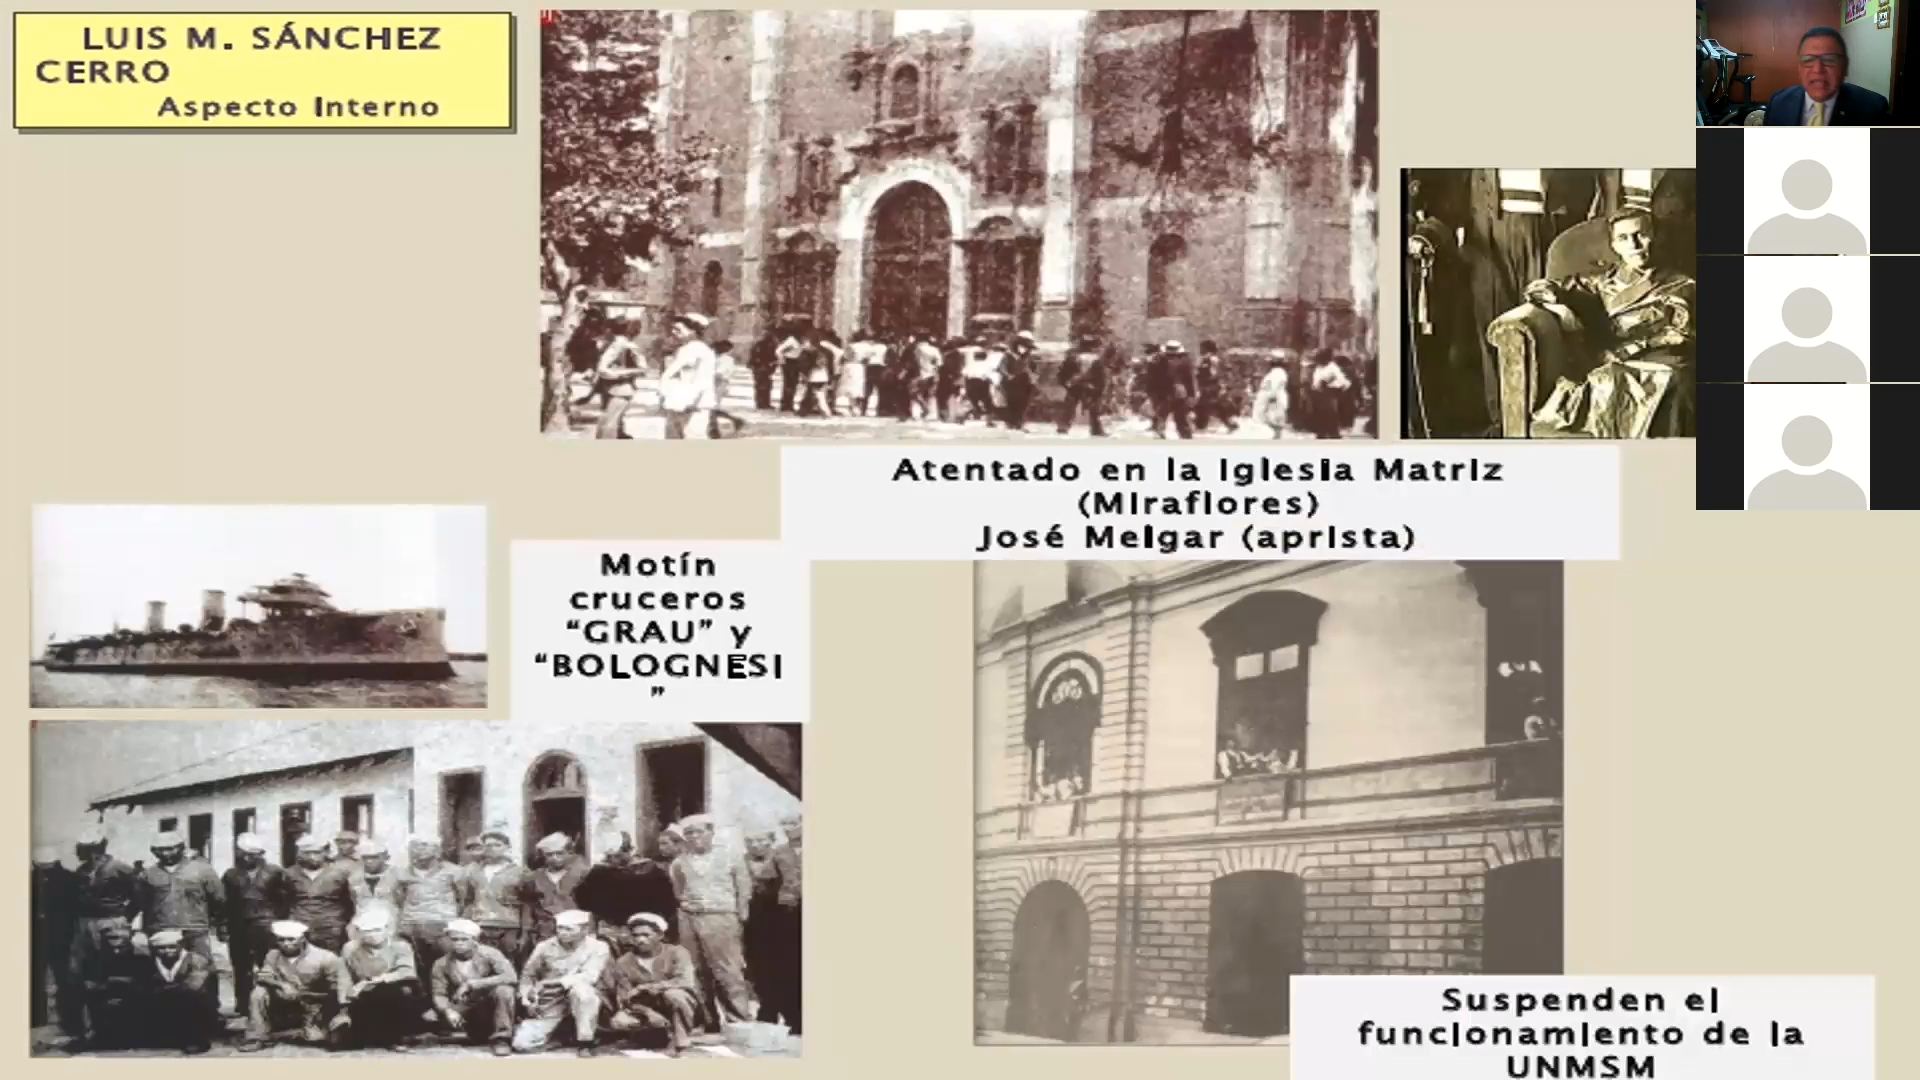 LUIS M. SÁNCHEZ
CERRO
Aspecto Interno
Atentado en la Iglesia Matriz
(Miraflores)
José Melgar (aprista)
Motín
cruceros
“GRAU” y
“BOLOGNESI
”
Suspenden el
funcionamiento de la
UNMSM